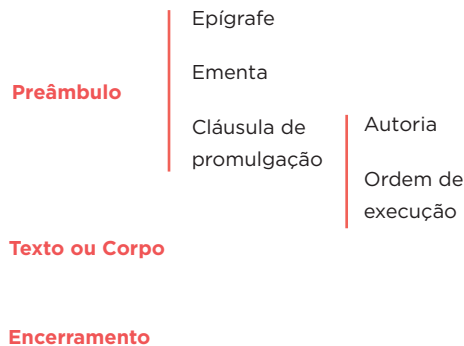 Epígrafe
Ementa
Preâmbulo
Cláusula de
promulgação
Autoria
Ordem de
execução
Texto ou Corpo
Encerramento